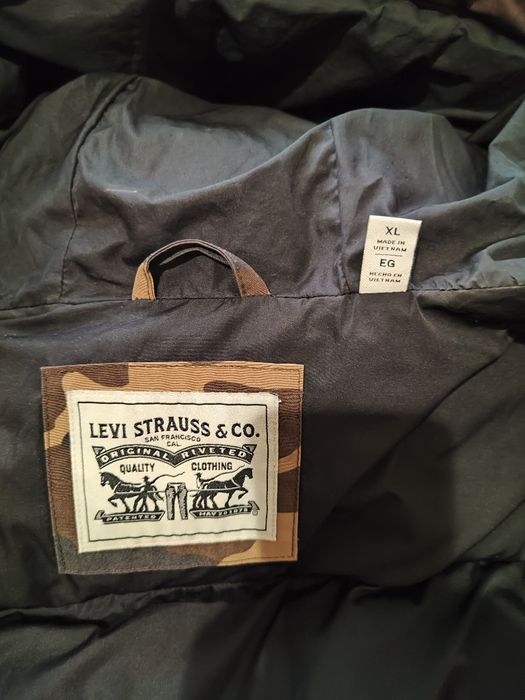 XL
MADE IN
VIETNAM
EG
HECHO EN
VIETNAM
LEVI STRAUSS & CO.
SAN FRANCISCO
CAL.
ORIGINAL RIVETED
QUALITY CLOTHING
PATENTED MAY 20 1873